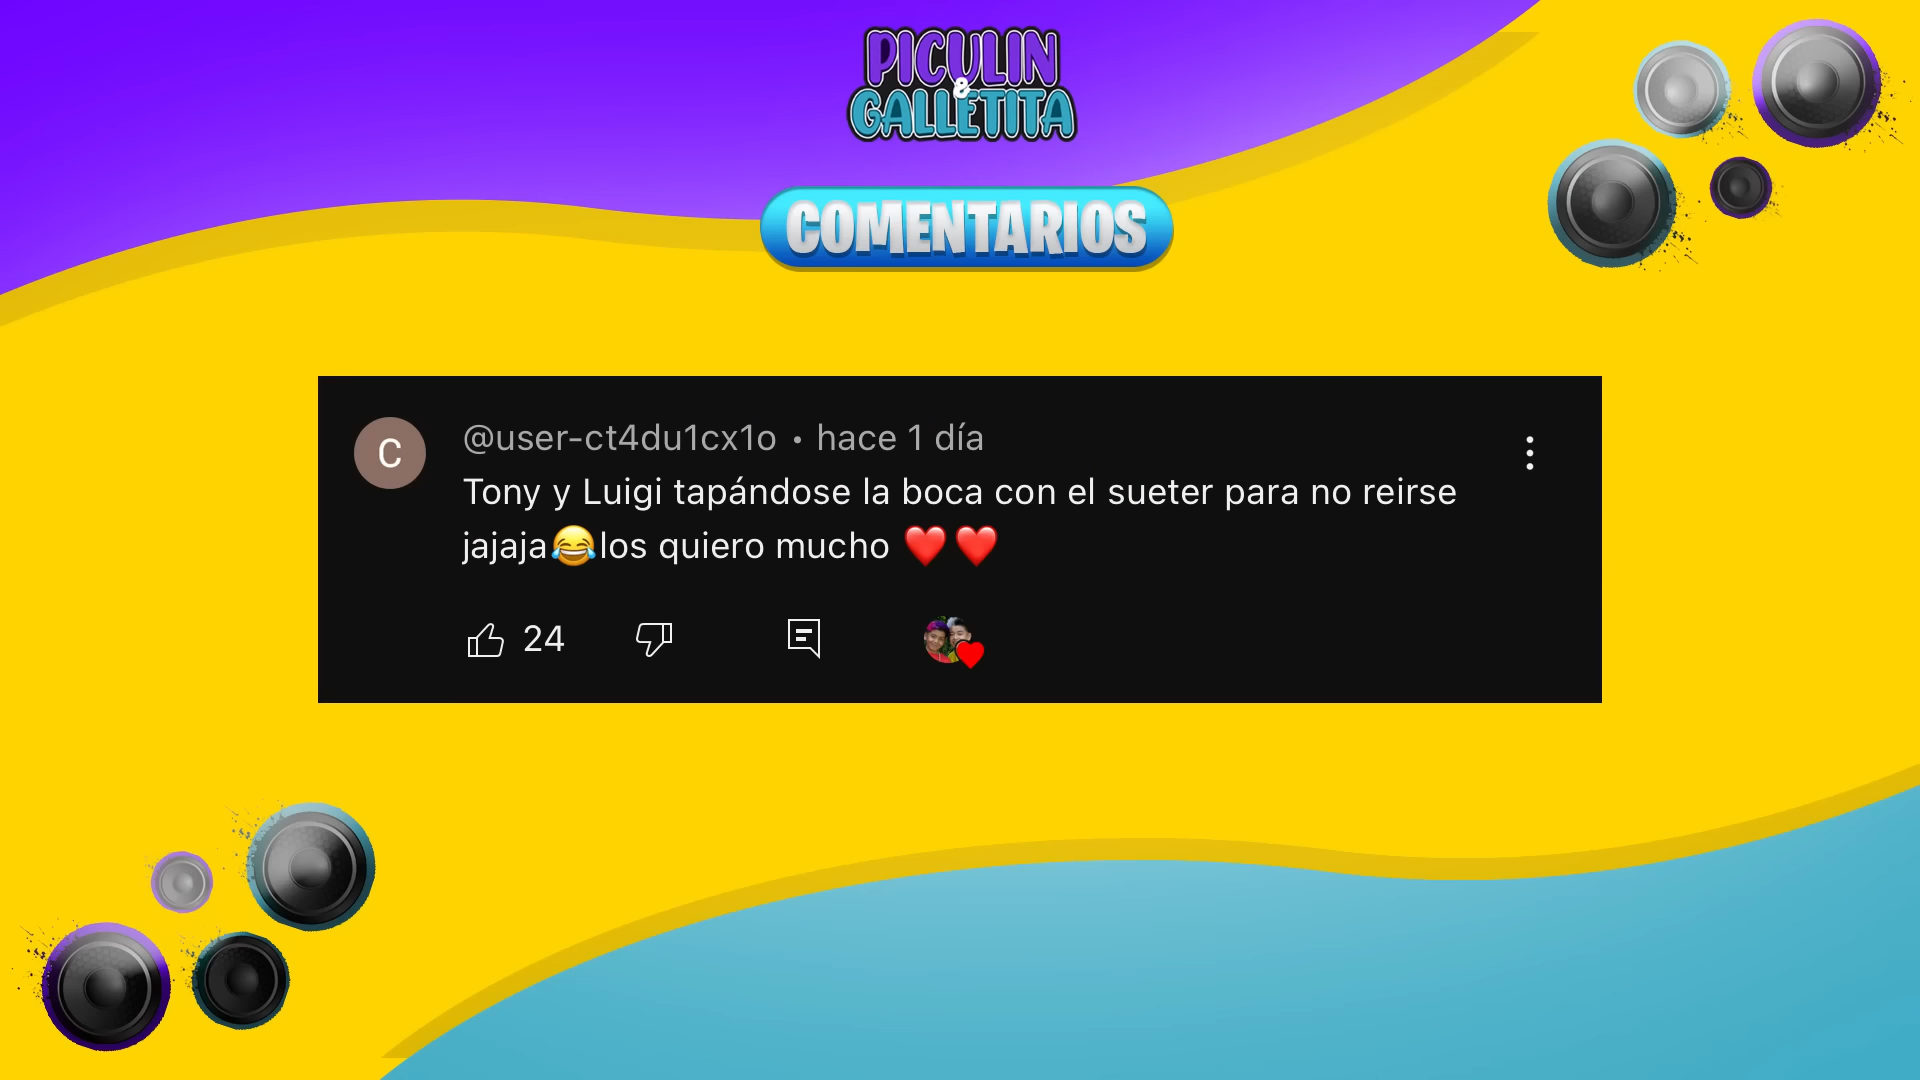 PICULIN
&
GALLETITA
COMENTARIOS
C
@user-ct4du1cx1o • hace 1 día
Tony y Luigi tapándose la boca con el sueter para no reirse
jajaja😂los quiero mucho ❤️❤️
24